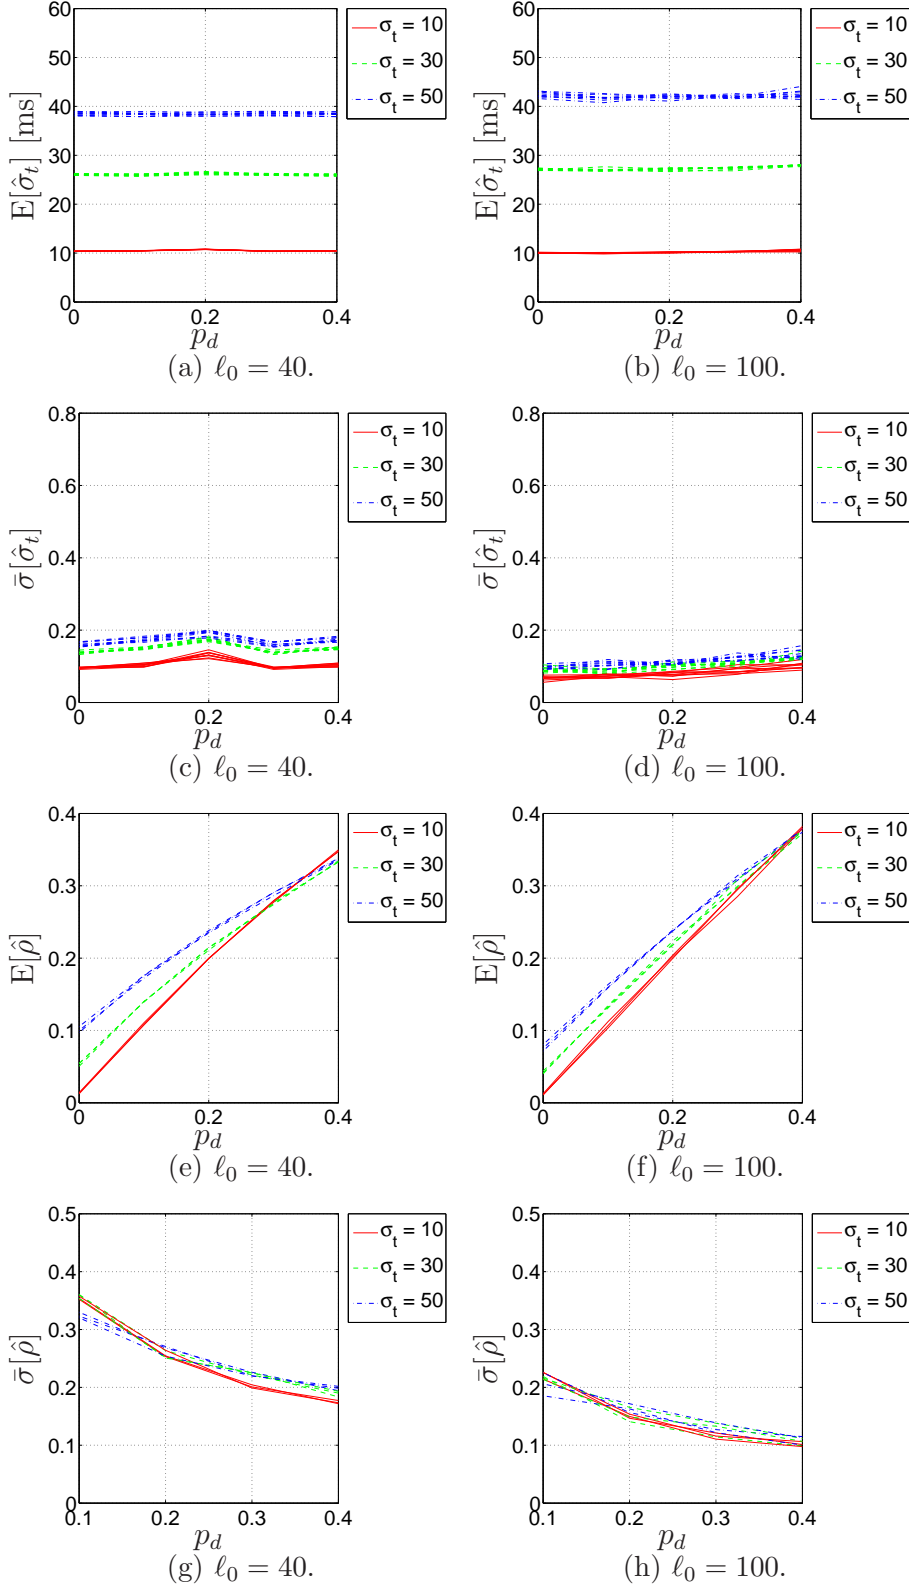 60
50
40
30
20
10
0
0
0.2
0.4
E[σ̂_t] [ms]
p_d
σ_t = 10
σ_t = 30
σ_t = 50
(a) ℓ_0 = 40.
60
50
40
30
20
10
0
0
0.2
0.4
E[σ̂_t] [ms]
p_d
σ_t = 10
σ_t = 30
σ_t = 50
(b) ℓ_0 = 100.
0.8
0.6
0.4
0.2
0
0
0.2
0.4
σ̄[σ̂_t]
p_d
σ_t = 10
σ_t = 30
σ_t = 50
(c) ℓ_0 = 40.
0.8
0.6
0.4
0.2
0
0
0.2
0.4
σ̄[σ̂_t]
p_d
σ_t = 10
σ_t = 30
σ_t = 50
(d) ℓ_0 = 100.
0.4
0.3
0.2
0.1
0
0
0.2
0.4
E[ρ̂]
p_d
σ_t = 10
σ_t = 30
σ_t = 50
(e) ℓ_0 = 40.
0.4
0.3
0.2
0.1
0
0
0.2
0.4
E[ρ̂]
p_d
σ_t = 10
σ_t = 30
σ_t = 50
(f) ℓ_0 = 100.
0.5
0.4
0.3
0.2
0.1
0
0.1
0.2
0.3
0.4
σ̄[ρ̂]
p_d
σ_t = 10
σ_t = 30
σ_t = 50
(g) ℓ_0 = 40.
0.5
0.4
0.3
0.2
0.1
0
0.1
0.2
0.3
0.4
σ̄[ρ̂]
p_d
σ_t = 10
σ_t = 30
σ_t = 50
(h) ℓ_0 = 100.